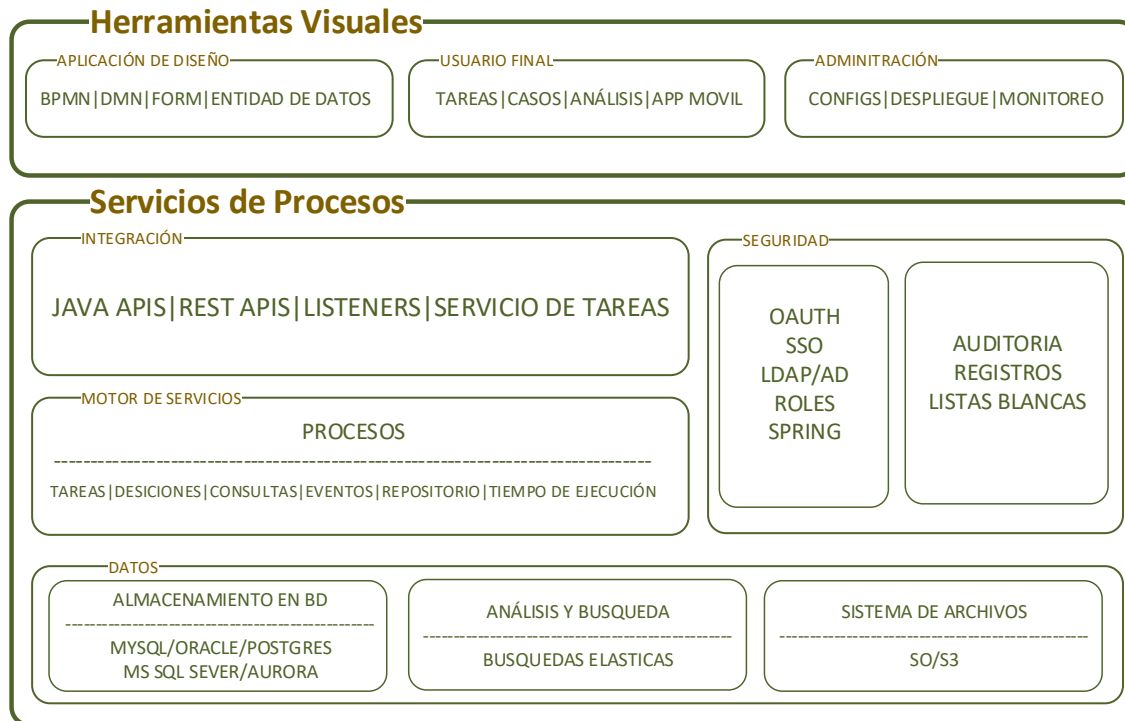 Herramientas Visuales
APLICACIÓN DE DISEÑO
BPMN|DMN|FORM|ENTIDAD DE DATOS
USUARIO FINAL
TAREAS|CASOS|ANÁLISIS|APP MOVIL
ADMINITRACIÓN
CONFIGS|DESPLIEGUE|MONITOREO
Servicios de Procesos
INTEGRACIÓN
JAVA APIS|REST APIS|LISTENERS|SERVICIO DE TAREAS
MOTOR DE SERVICIOS
PROCESOS
TAREAS|DESICIONES|CONSULTAS|EVENTOS|REPOSITORIO|TIEMPO DE EJECUCIÓN
SEGURIDAD
OAUTH
SSO
LDAP/AD
ROLES
SPRING
AUDITORIA
REGISTROS
LISTAS BLANCAS
DATOS
ALMACENAMIENTO EN BD
MYSQL/ORACLE/POSTGRES
MS SQL SEVER/AURORA
ANÁLISIS Y BUSQUEDA
BUSQUEDAS ELASTICAS
SISTEMA DE ARCHIVOS
SO/S3